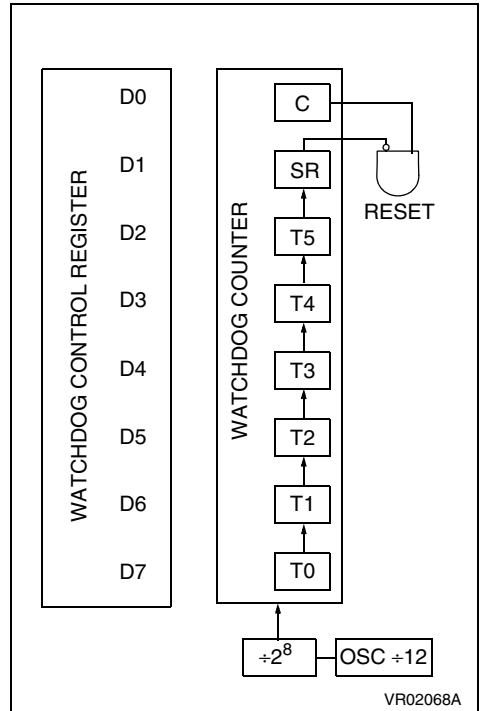 WATCHDOG CONTROL REGISTER
D0
D1
D2
D3
D4
D5
D6
D7
WATCHDOG COUNTER
C
SR
T5
T4
T3
T2
T1
T0
RESET
÷2⁸
OSC ÷12
VR02068A